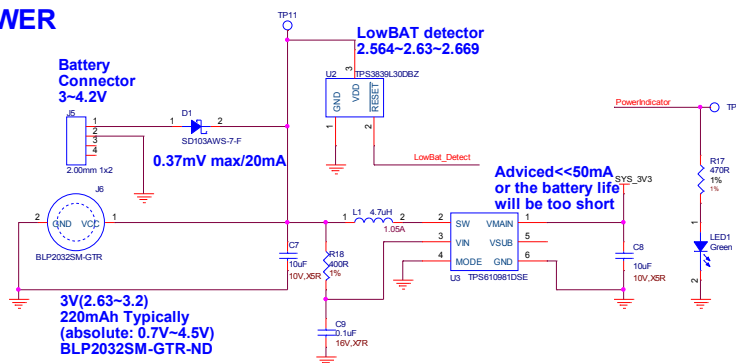 WER
TP11
LowBAT detector
2.564~2.63~2.669
Battery
Connector
3~4.2V
U2
TPS3839L30DBZ
3
VDD
GND
RESET
1
2
J5
1
2
3
4
2.00mm 1x2
D1
1
2
SD103AWS-7-F
0.37mV max/20mA
LowBat_Detect
PowerIndicator
TP
Adviced<<50mA
or the battery life
will be too short
SYS_3V3
R17
470R
1%
1%
J6
2
GND
VCC
1
BLP2032SM-GTR
L1
4.7uH
1
2
1.05A
2
SW
VMAIN
1
3
VIN
VSUB
5
4
MODE
GND
6
U3
TPS610981DSE
C7
10uF
10V,X5R
R18
400R
1%
C8
10uF
10V,X5R
1
LED1
Green
2
C9
0.1uF
16V,X7R
3V(2.63~3.2)
220mAh Typically
(absolute: 0.7V~4.5V)
BLP2032SM-GTR-ND